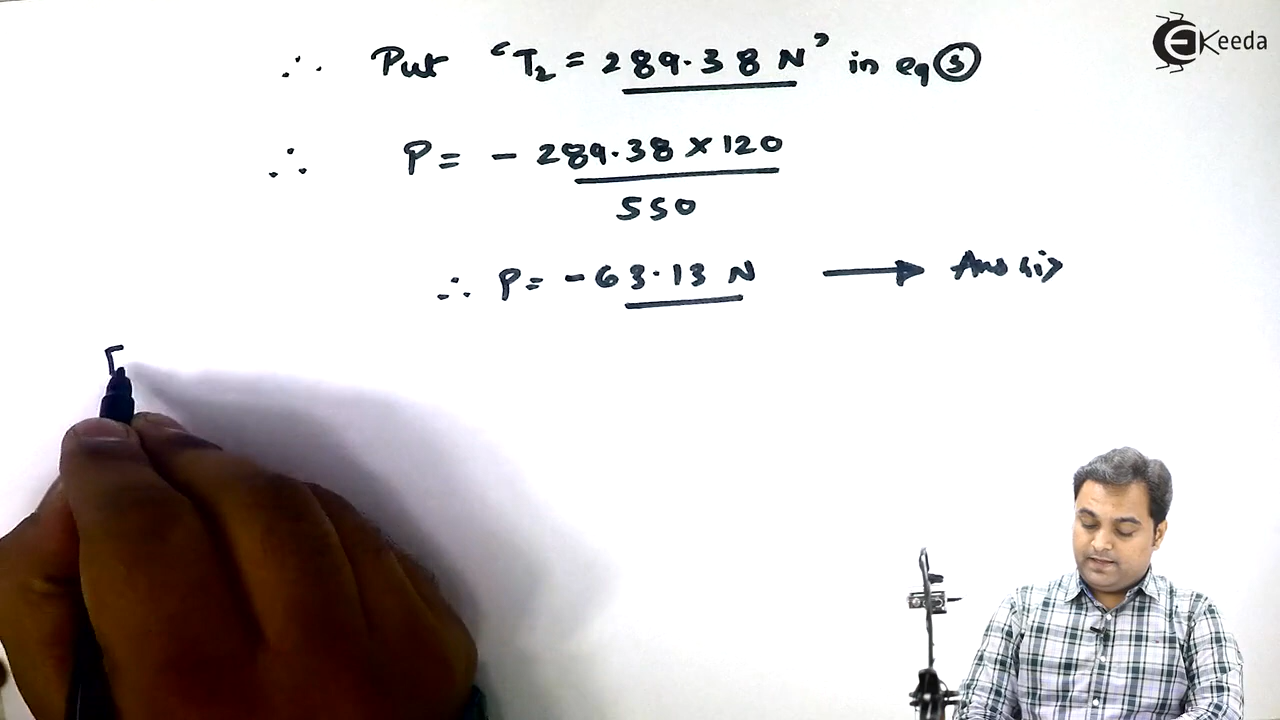 EKeeda
∴ Put “T₂ = 289.38 N” in eq ③
∴ P = - 289.38 × 120
550
∴ P = -63.13 N → Ans (i)